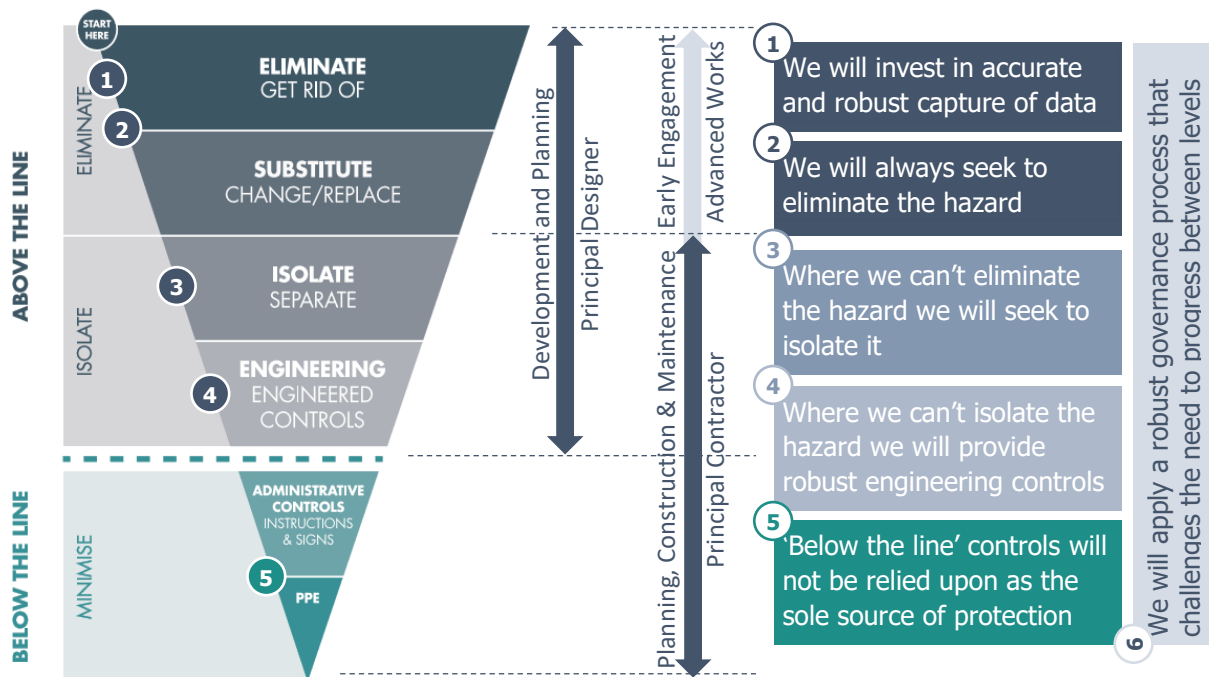 START
HERE
ABOVE THE LINE
BELOW THE LINE
ELIMINATE
ISOLATE
MINIMISE
1
2
3
4
5
ELIMINATE
GET RID OF
SUBSTITUTE
CHANGE/REPLACE
ISOLATE
SEPARATE
ENGINEERING
ENGINEERED
CONTROLS
ADMINISTRATIVE
CONTROLS
INSTRUCTIONS
& SIGNS
PPE
Development and Planning
Principal Designer
Early Engagement
Advanced Works
Planning, Construction & Maintenance
Principal Contractor
1
We will invest in accurate
and robust capture of data
2
We will always seek to
eliminate the hazard
3
Where we can't eliminate
the hazard we will seek to
isolate it
4
Where we can't isolate the
hazard we will provide
robust engineering controls
5
'Below the line' controls will
not be relied upon as the
sole source of protection
6
We will apply a robust governance process that
challenges the need to progress between levels